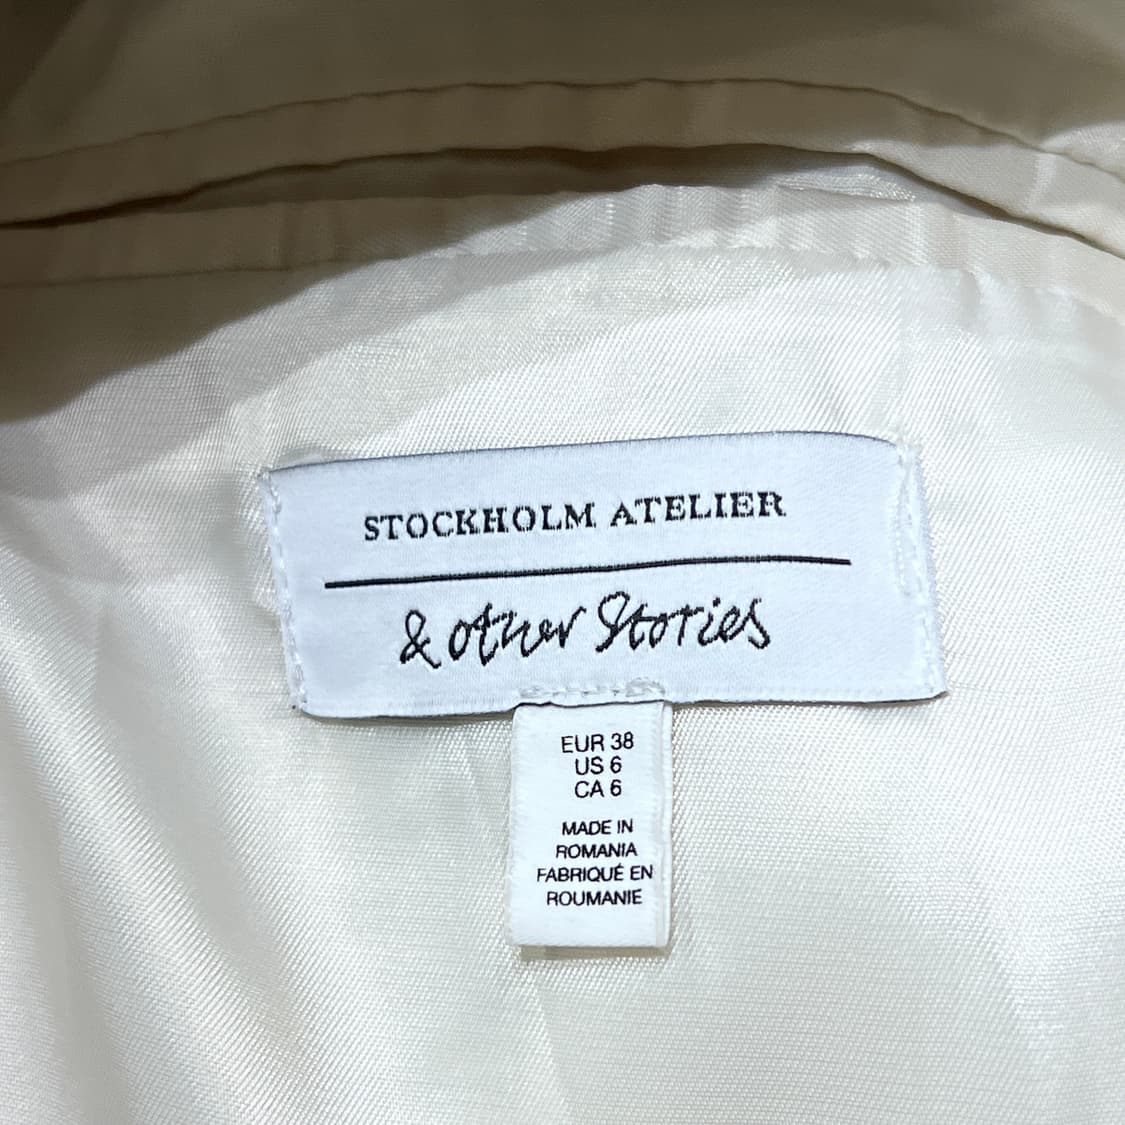 STOCKHOLM ATELIER
& other Stories
EUR 38
US 6
CA 6
MADE IN
ROMANIA
FABRIQUÉ EN
ROUMANIE